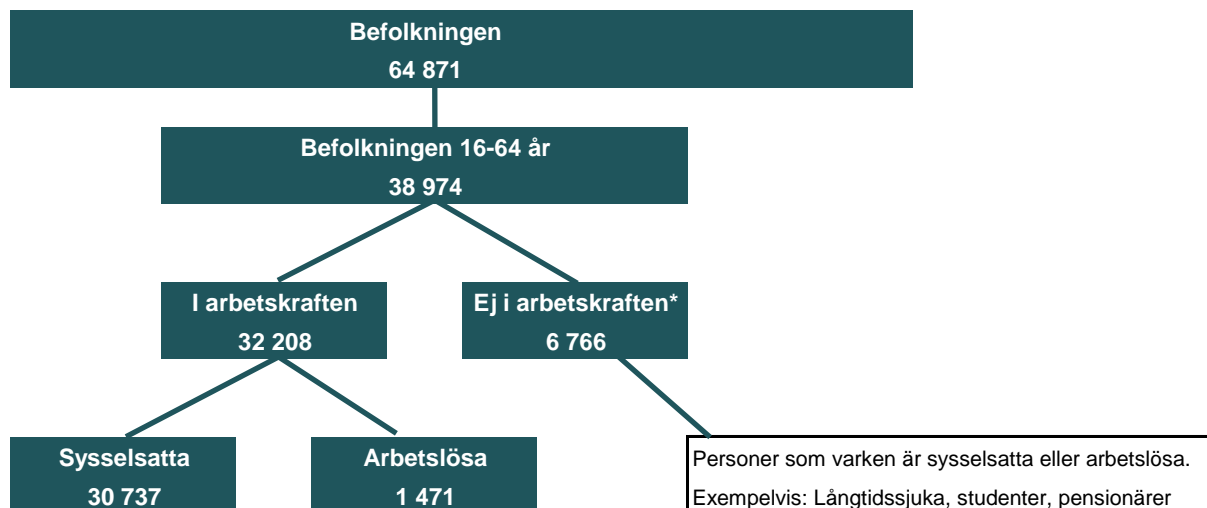 Befolkningen
64 871
Befolkningen 16-64 år
38 974
I arbetskraften
32 208
Ej i arbetskraften*
6 766
Sysselsatta
30 737
Arbetslösa
1 471
Personer som varken är sysselsatta eller arbetslösa.
Exempelvis: Långtidssjuka, studenter, pensionärer